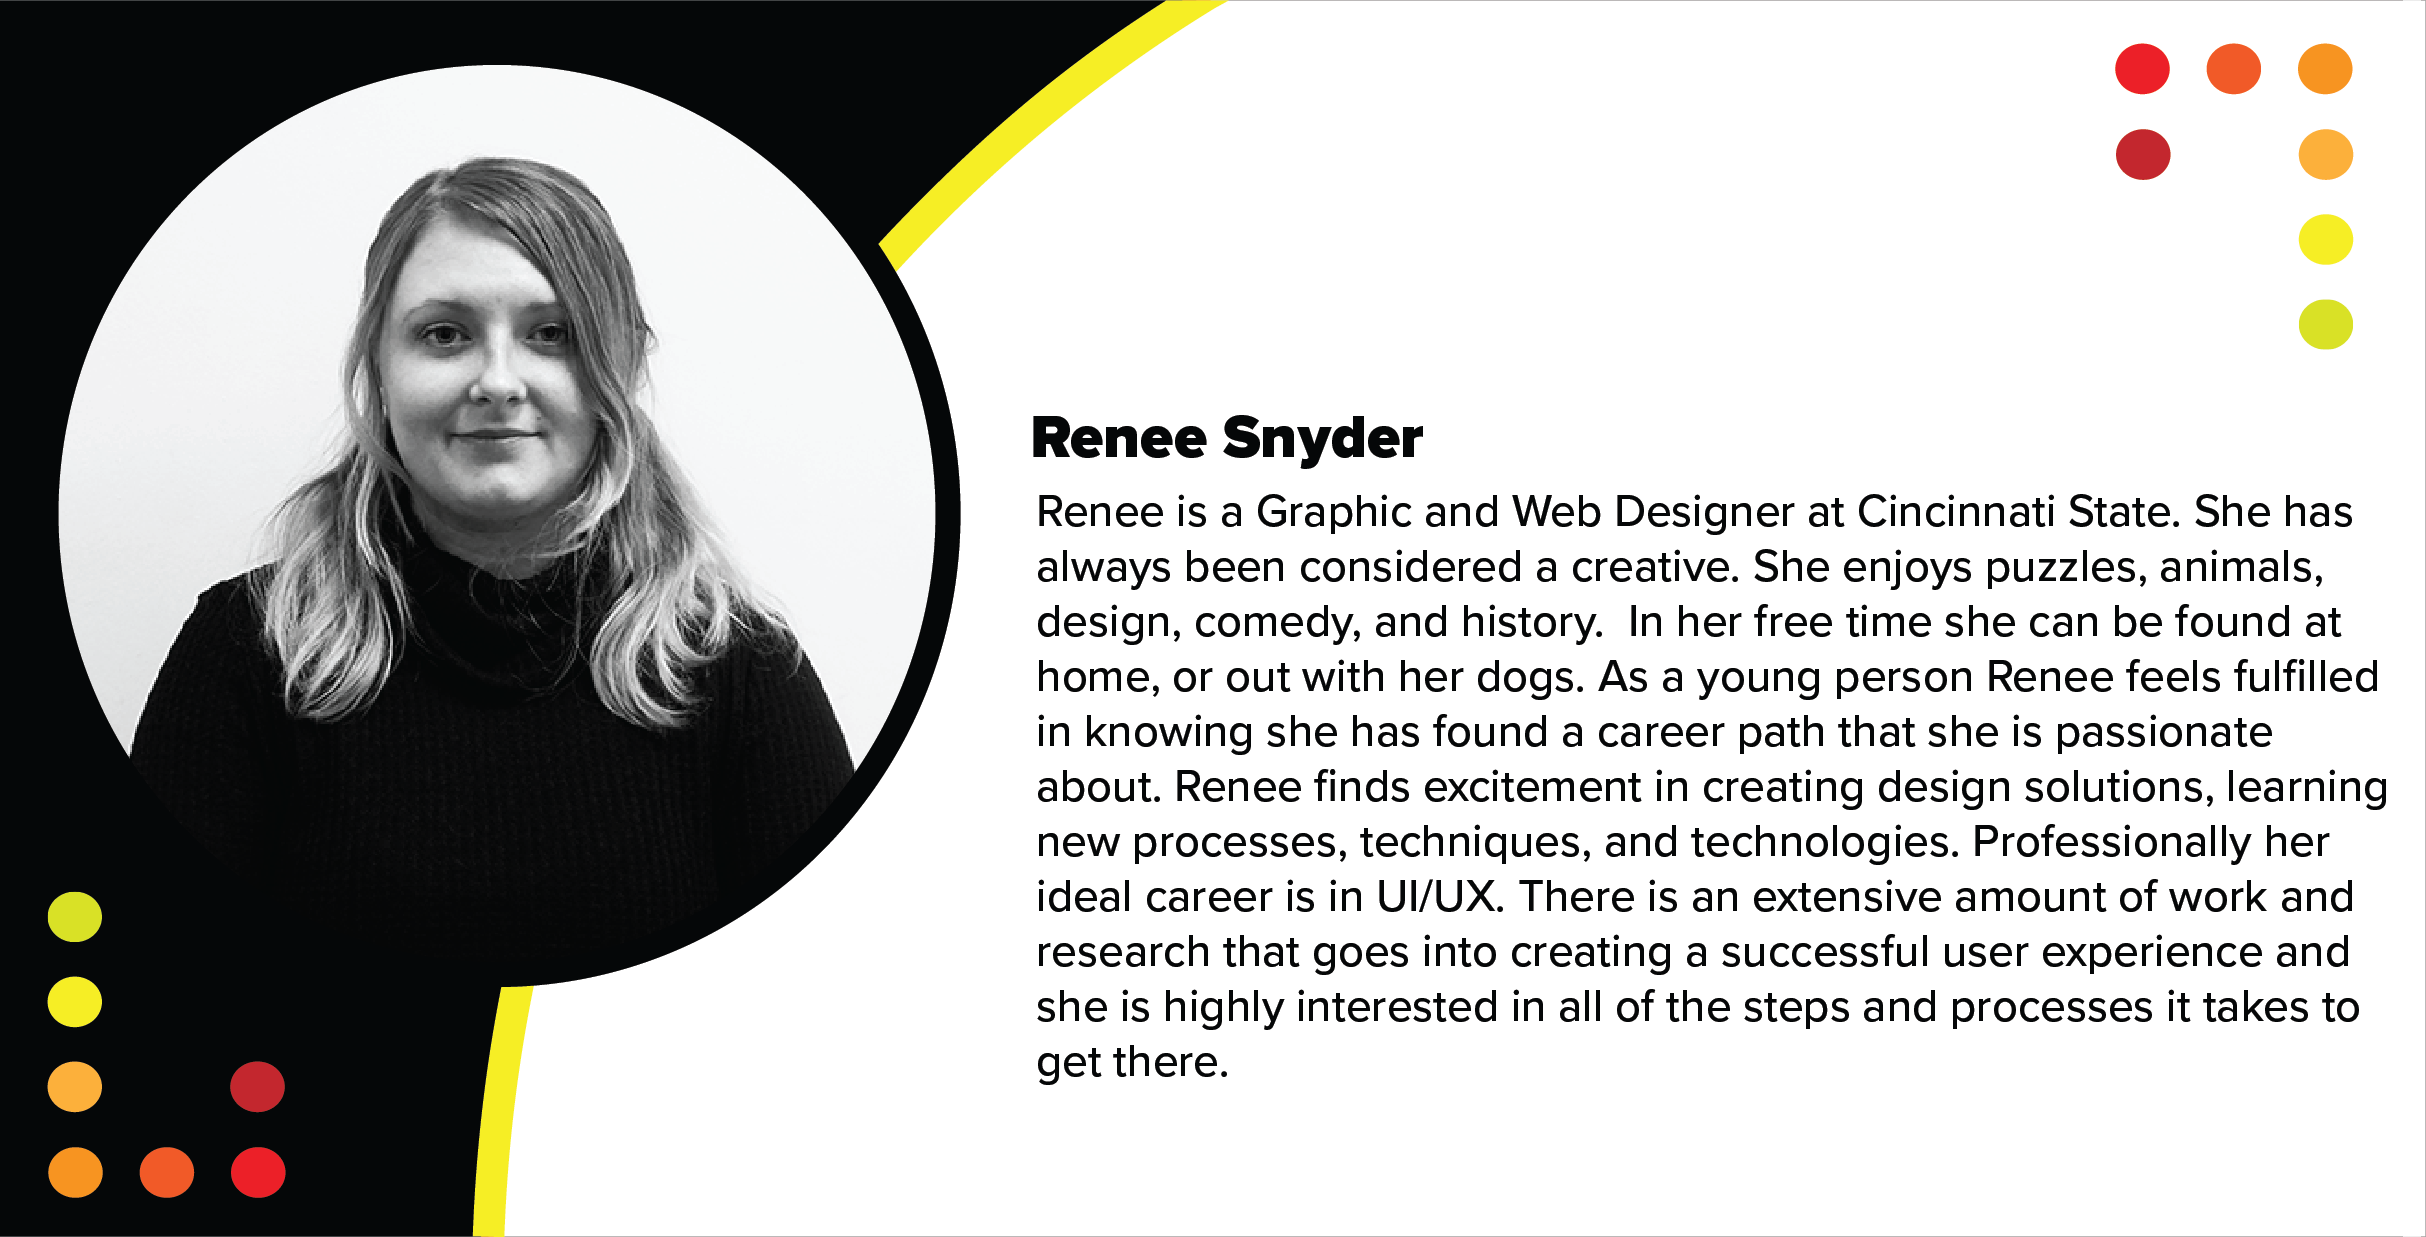 Renee Snyder
Renee is a Graphic and Web Designer at Cincinnati State. She has
always been considered a creative. She enjoys puzzles, animals,
design, comedy, and history.  In her free time she can be found at
home, or out with her dogs. As a young person Renee feels fulfilled
in knowing she has found a career path that she is passionate
about. Renee finds excitement in creating design solutions, learning
new processes, techniques, and technologies. Professionally her
ideal career is in UI/UX. There is an extensive amount of work and
research that goes into creating a successful user experience and
she is highly interested in all of the steps and processes it takes to
get there.